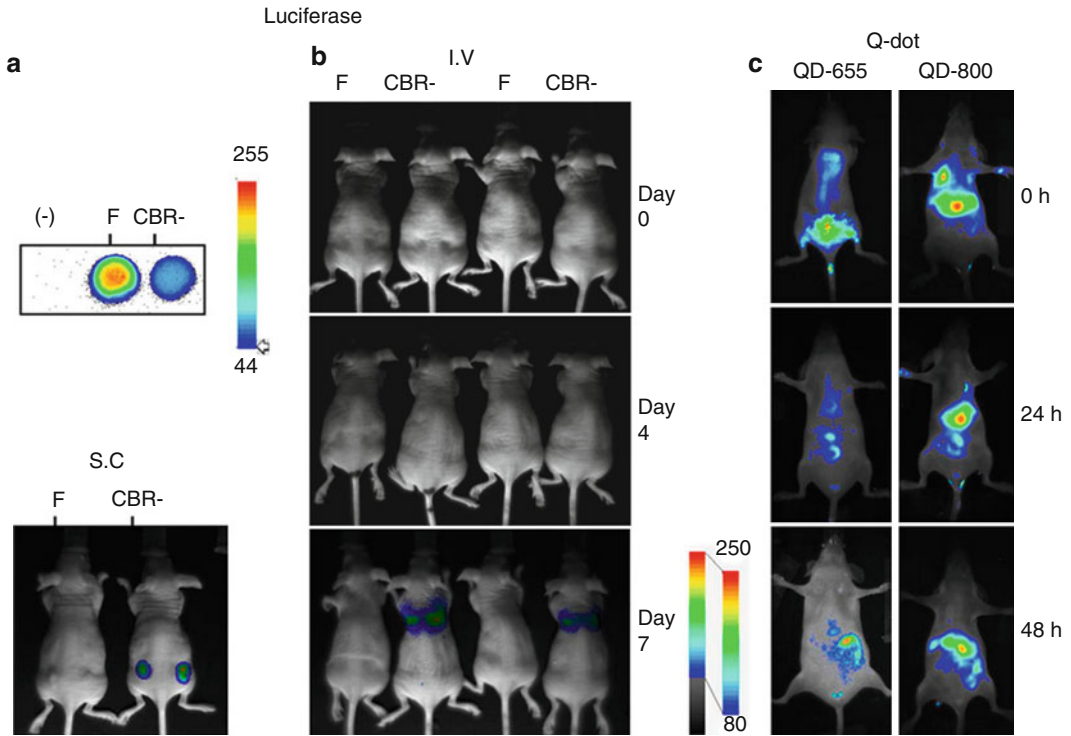 Luciferase
a
255
(-) F CBR-
44
S.C
F CBR-
b
I.V
F CBR- F CBR-
Day
0
Day
4
Day
7
250
80
Q-dot
c
QD-655 QD-800
0 h
24 h
48 h